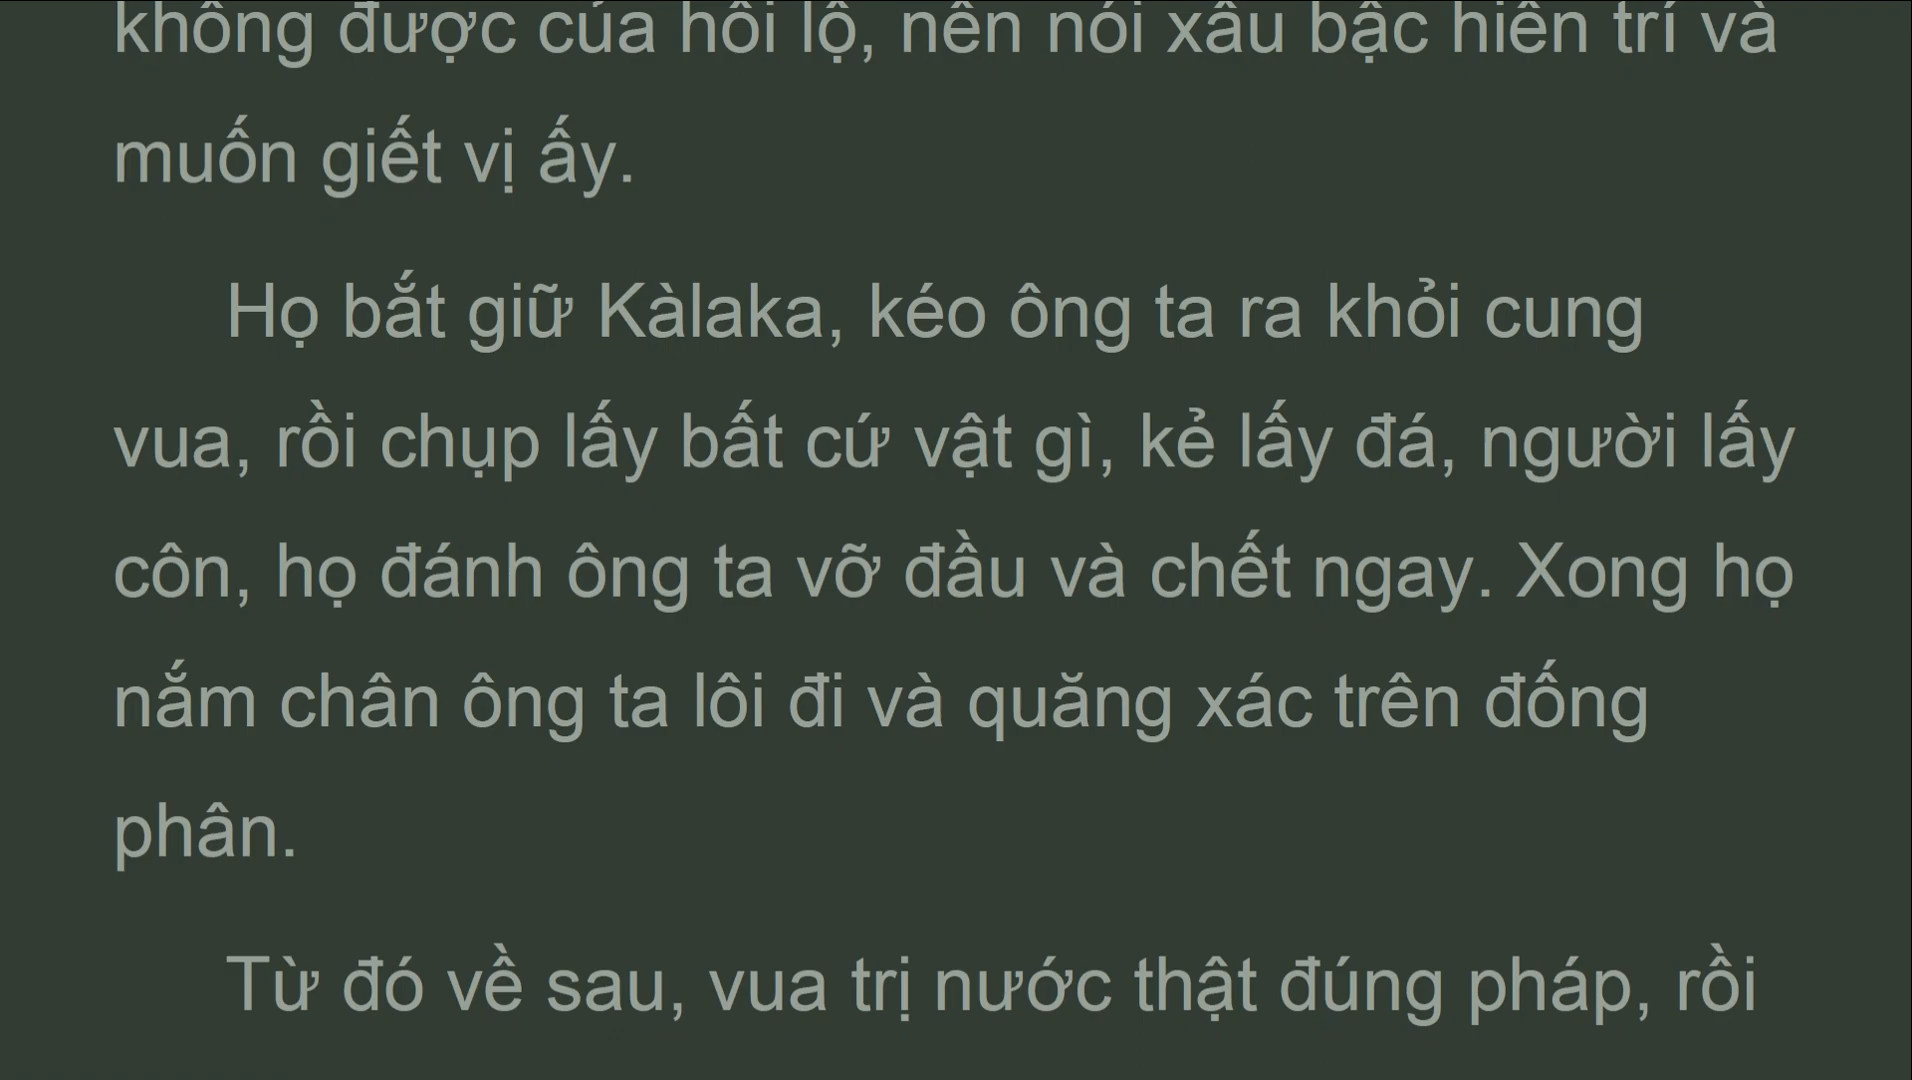 không được của hối lộ, nên nói xấu bậc hiền trí và
muốn giết vị ấy.
Họ bắt giữ Kàlaka, kéo ông ta ra khỏi cung
vua, rồi chụp lấy bất cứ vật gì, kẻ lấy đá, người lấy
côn, họ đánh ông ta vỡ đầu và chết ngay. Xong họ
nắm chân ông ta lôi đi và quăng xác trên đống
phân.
Từ đó về sau, vua trị nước thật đúng pháp, rồi